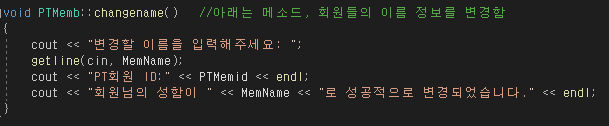 void PTMemb::changename()   //아래는 메소드, 회원들의 이름 정보를 변경함
{
    cout << "변경할 이름을 입력해주세요: ";
    getline(cin, MemName);
    cout << "PT회원 ID:" << PTMemid << endl;
    cout << "회원님의 성함이 " << MemName << "로 성공적으로 변경되었습니다." << endl;
}